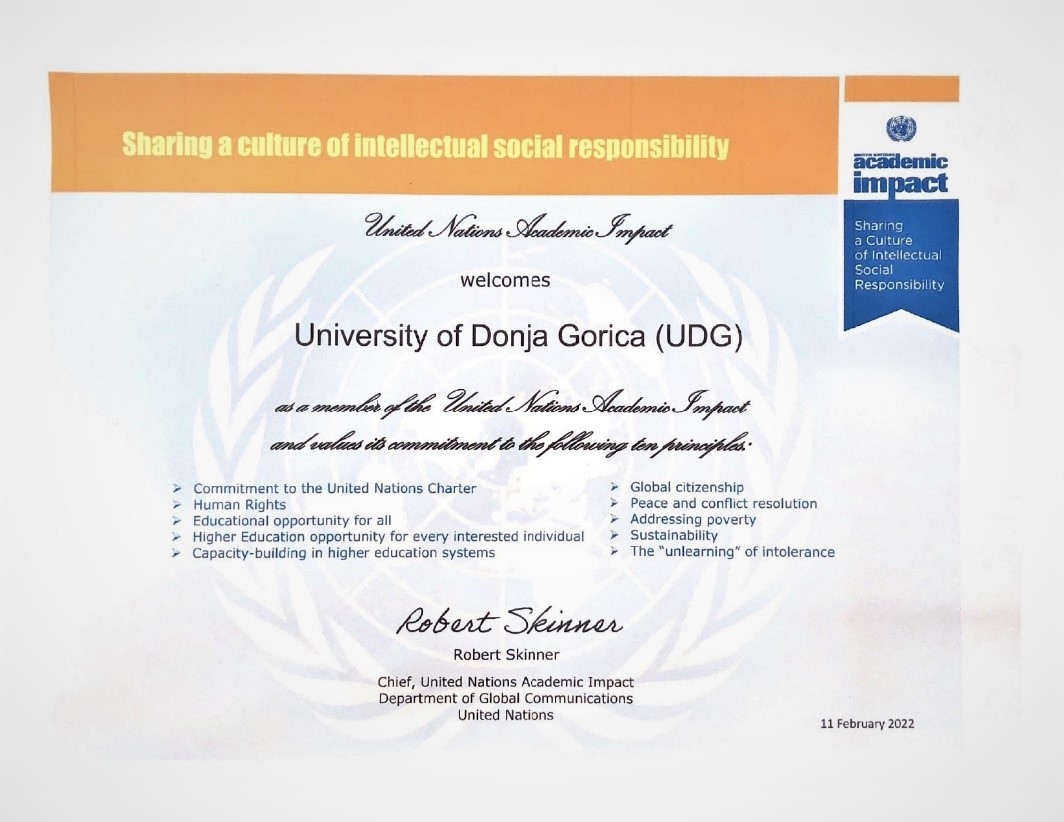 Sharing a culture of intellectual social responsibility
UNITED NATIONS
academic
impact
Sharing
a Culture
of Intellectual
Social
Responsibility
United Nations Academic Impact
welcomes
University of Donja Gorica (UDG)
as a member of the United Nations Academic Impact
and values its commitment to the following ten principles:
Commitment to the United Nations Charter
Human Rights
Educational opportunity for all
Higher Education opportunity for every interested individual
Capacity-building in higher education systems
Global citizenship
Peace and conflict resolution
Addressing poverty
Sustainability
The "unlearning" of intolerance
Robert Skinner
Robert Skinner
Chief, United Nations Academic Impact
Department of Global Communications
United Nations
11 February 2022